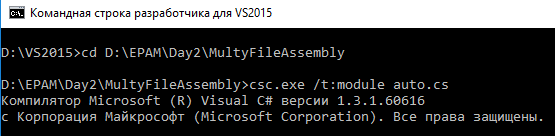 Командная строка разработчика для VS2015
D:\VS2015>cd D:\EPAM\Day2\MultyFileAssembly
D:\EPAM\Day2\MultyFileAssembly>csc.exe /t:module auto.cs
Компилятор Microsoft (R) Visual C# версии 1.3.1.60616
с Корпорация Майкрософт (Microsoft Corporation). Все права защищены.